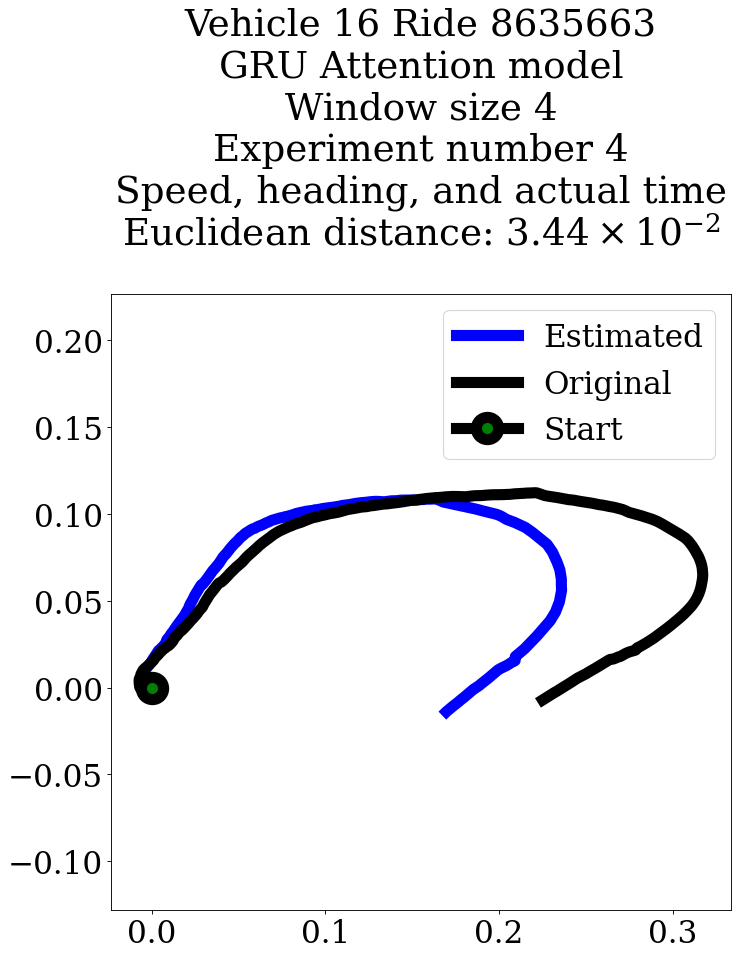 Vehicle 16 Ride 8635663
GRU Attention model
Window size 4
Experiment number 4
Speed, heading, and actual time
Euclidean distance: 3.44 × 10⁻²
Estimated
Original
Start
0.20
0.15
0.10
0.05
0.00
−0.05
−0.10
0.0 0.1 0.2 0.3